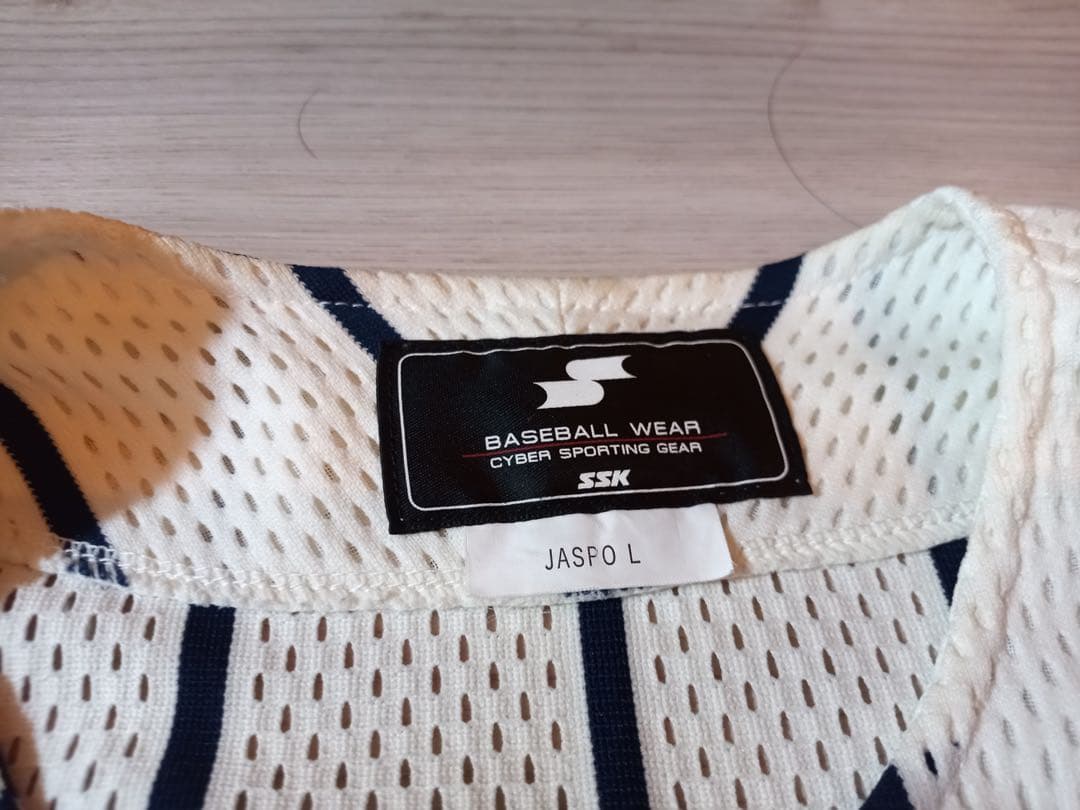 BASEBALL WEAR
CYBER SPORTING GEAR
SSK
JASPO L